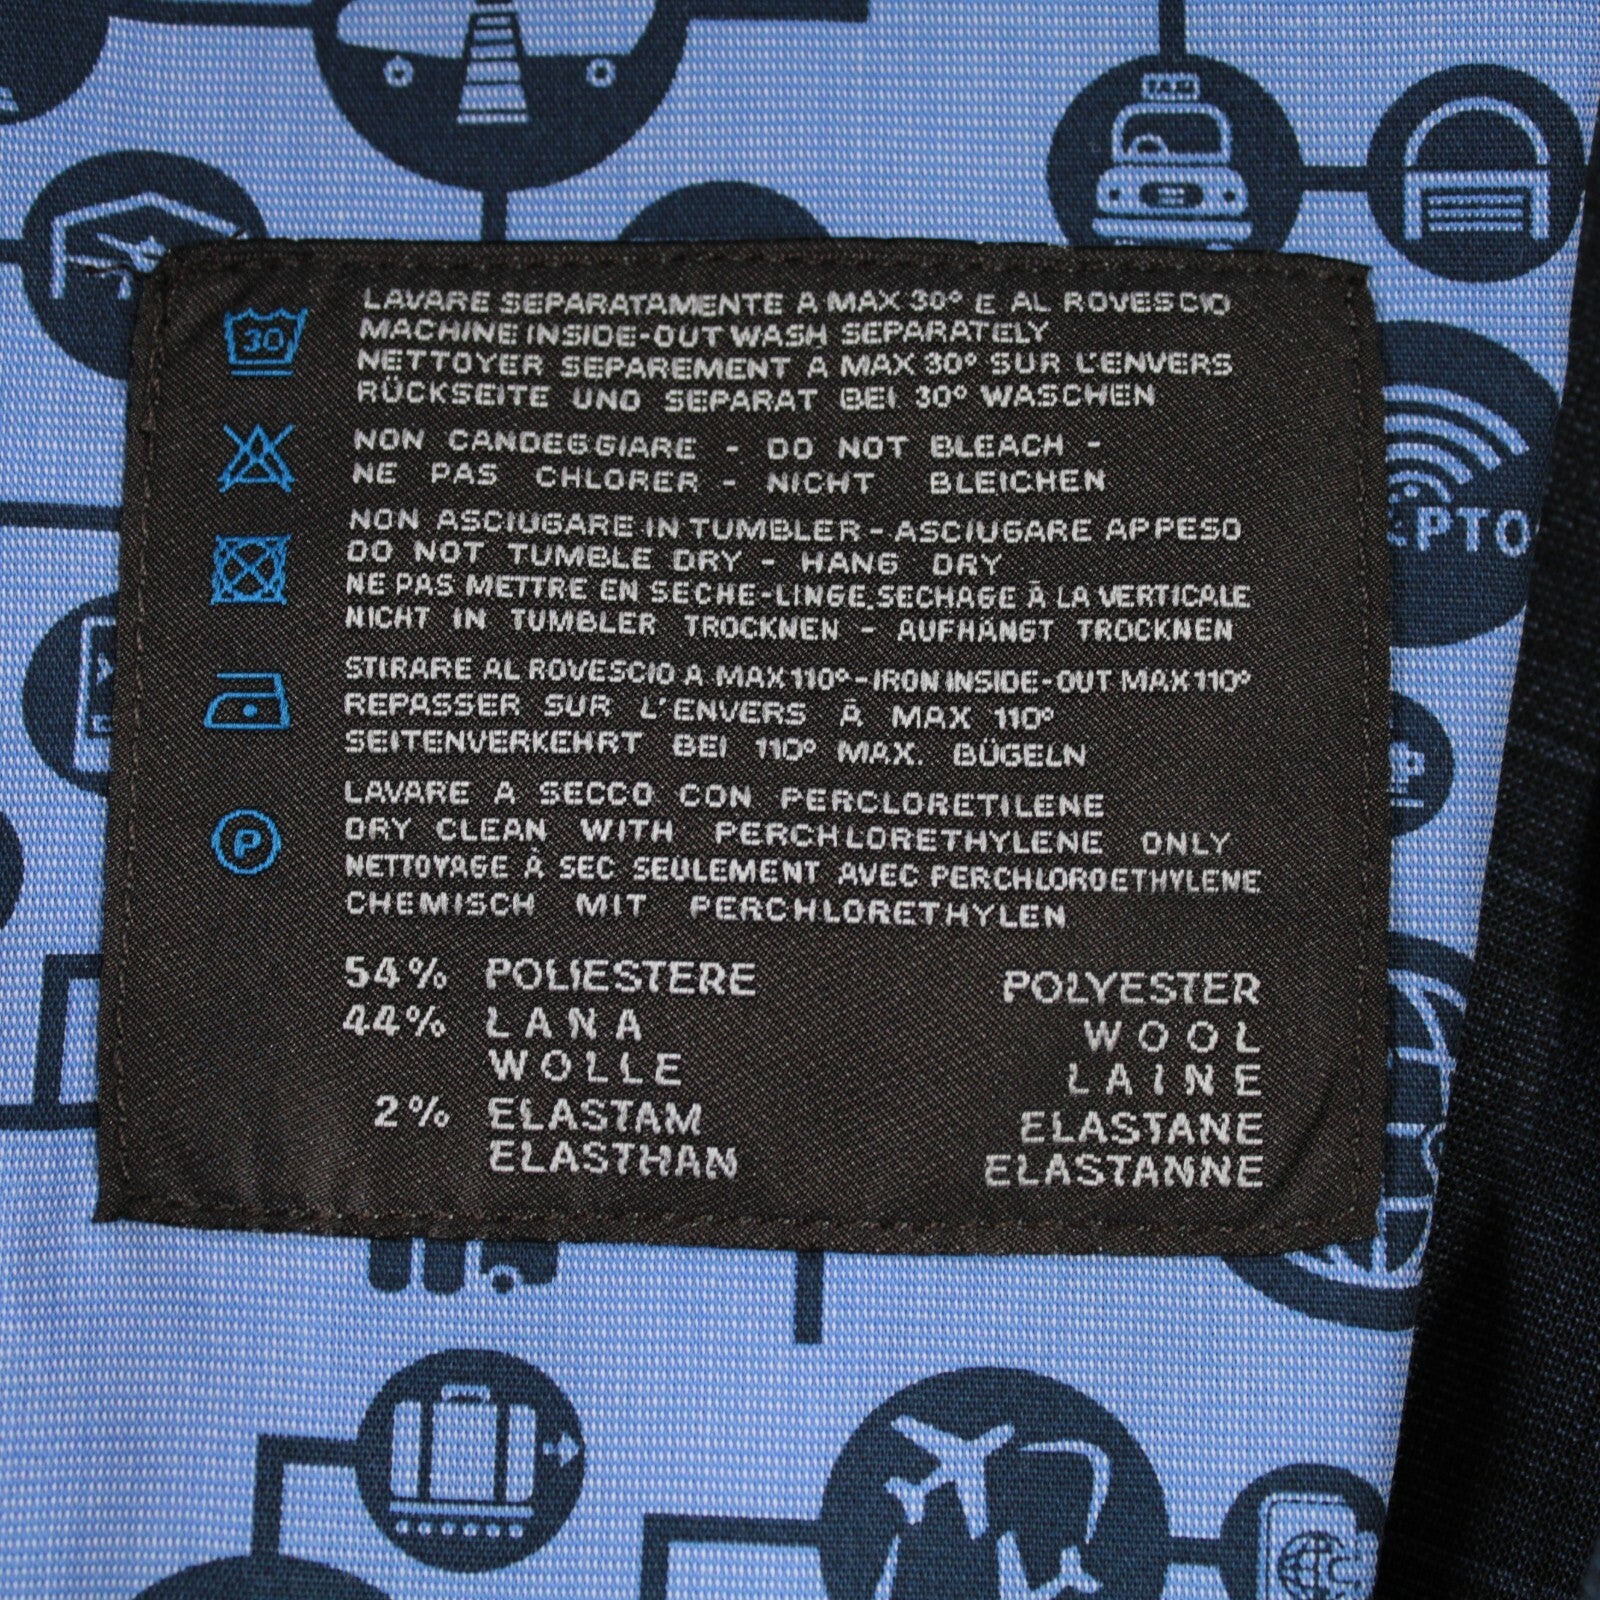 TAXI
30
LAVARE SEPARATAMENTE A MAX 30° E AL ROVESCIO
MACHINE INSIDE-OUT WASH SEPARATELY
NETTOYER SEPAREMENT A MAX 30° SUR L'ENVERS
RÜCKSEITE UND SEPARAT BEI 30° WASCHEN
NON CANDEGGIARE - DO NOT BLEACH -
NE PAS CHLORER - NICHT BLEICHEN
NON ASCIUGARE IN TUMBLER - ASCIUGARE APPESO
DO NOT TUMBLE DRY - HANG DRY
NE PAS METTRE EN SECHE-LINGE.SECHAGE À LA VERTICALE
NICHT IN TUMBLER TROCKNEN - AUFHÄNGT TROCKNEN
STIRARE AL ROVESCIO A MAX 110° - IRON INSIDE-OUT MAX 110°
REPASSER SUR L'ENVERS À MAX 110°
SEITENVERKEHRT BEI 110° MAX. BÜGELN
P
LAVARE A SECCO CON PERCLORETILENE
DRY CLEAN WITH PERCHLORETHYLENE ONLY
NETTOYAGE À SEC SEULEMENT AVEC PERCHLOROETHYLENE
CHEMISCH MIT PERCHLORETHYLEN
54% POLIESTERE POLYESTER
44% LANA WOOL
WOLLE LAINE
2% ELASTAM ELASTANE
ELASTHAN ELASTANNE